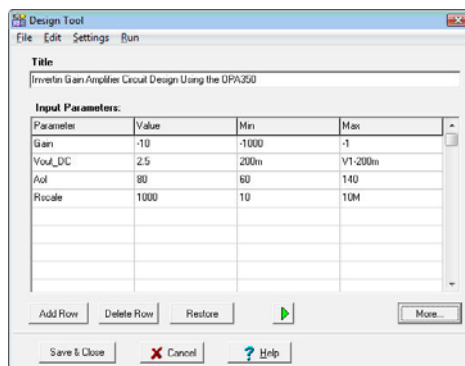 Design Tool
File Edit Settings Run
Title
Invertin Gain Amplifier Circuit Design Using the OPA350
Input Parameters:
Parameter Value Min Max
Gain -10 -1000 -1
Vout_DC 2.5 200m V1-200m
Aol 80 60 140
Rscale 1000 10 10M
Add Row Delete Row Restore More...
Save & Close Cancel ? Help